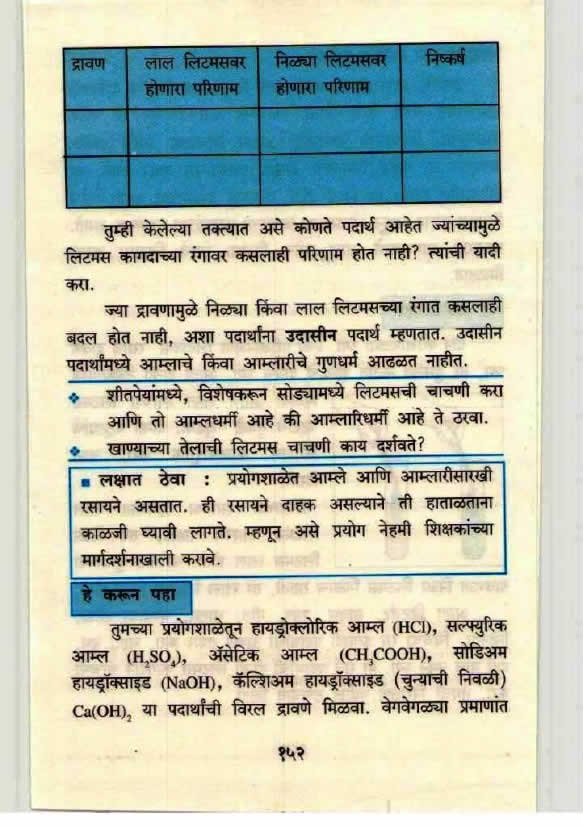 द्रावण लाल लिटमसवर निळ्या लिटमसवर निष्कर्ष
होणारा परिणाम होणारा परिणाम
तुम्ही केलेल्या तक्त्यात असे कोणते पदार्थ आहेत ज्यांच्यामुळे
लिटमस कागदाच्या रंगावर कसलाही परिणाम होत नाही? त्यांची यादी
करा.
ज्या द्रावणामुळे निळ्या किंवा लाल लिटमसच्या रंगात कसलाही
बदल होत नाही, अशा पदार्थांना उदासीन पदार्थ म्हणतात. उदासीन
पदार्थांमध्ये आम्लाचे किंवा आम्लारीचे गुणधर्म आढळत नाहीत.
❖ शीतपेयांमध्ये, विशेषकरून सोड्यामध्ये लिटमसची चाचणी करा
आणि तो आम्लधर्मी आहे की आम्लारिधर्मी आहे ते ठरवा.
❖ खाण्याच्या तेलाची लिटमस चाचणी काय दर्शवते?
■ लक्षात ठेवा : प्रयोगशाळेत आम्ले आणि आम्लारीसारखी
रसायने असतात. ही रसायने दाहक असल्याने ती हाताळताना
काळजी घ्यावी लागते. म्हणून असे प्रयोग नेहमी शिक्षकांच्या
मार्गदर्शनाखाली करावे.
हे करून पहा
तुमच्या प्रयोगशाळेतून हायड्रोक्लोरिक आम्ल (HCl), सल्फ्युरिक
आम्ल (H₂SO₄), ॲसेटिक आम्ल (CH₃COOH), सोडिअम
हायड्रॉक्साइड (NaOH), कॅल्शिअम हायड्रॉक्साइड (चुन्याची निवळी)
Ca(OH)₂ या पदार्थांची विरल द्रावणे मिळवा. वेगवेगळ्या प्रमाणांत
१५२